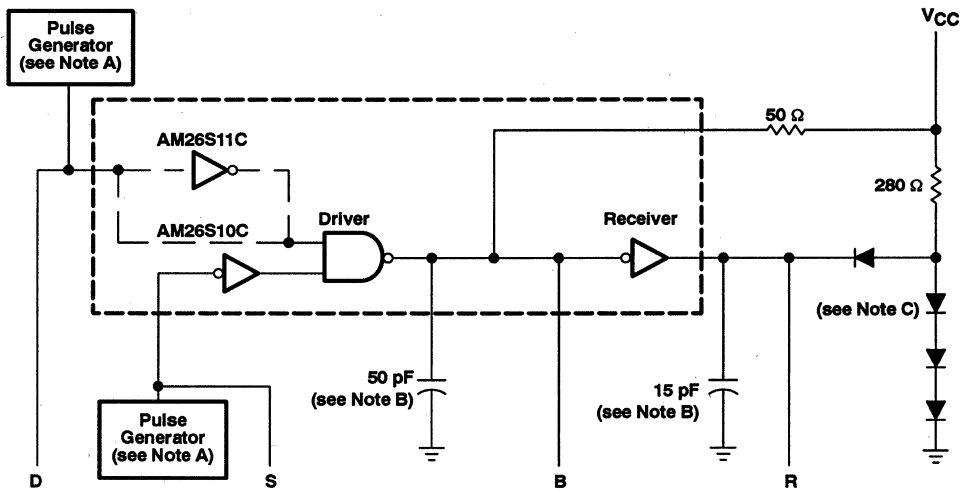 Pulse
Generator
(see Note A)
VCC
50 Ω
AM26S11C
280 Ω
AM26S10C
Driver
Receiver
(see Note C)
50 pF
(see Note B)
15 pF
(see Note B)
Pulse
Generator
(see Note A)
D
S
B
R